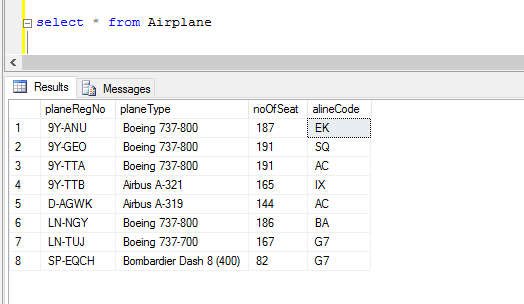 select * from Airplane
Results Messages
planeRegNo planeType noOfSeat alineCode
1 9Y-ANU Boeing 737-800 187 EK
2 9Y-GEO Boeing 737-800 191 SQ
3 9Y-TTA Boeing 737-800 191 AC
4 9Y-TTB Airbus A-321 165 IX
5 D-AGWK Airbus A-319 144 AC
6 LN-NGY Boeing 737-800 186 BA
7 LN-TUJ Boeing 737-700 167 G7
8 SP-EQCH Bombardier Dash 8 (400) 82 G7